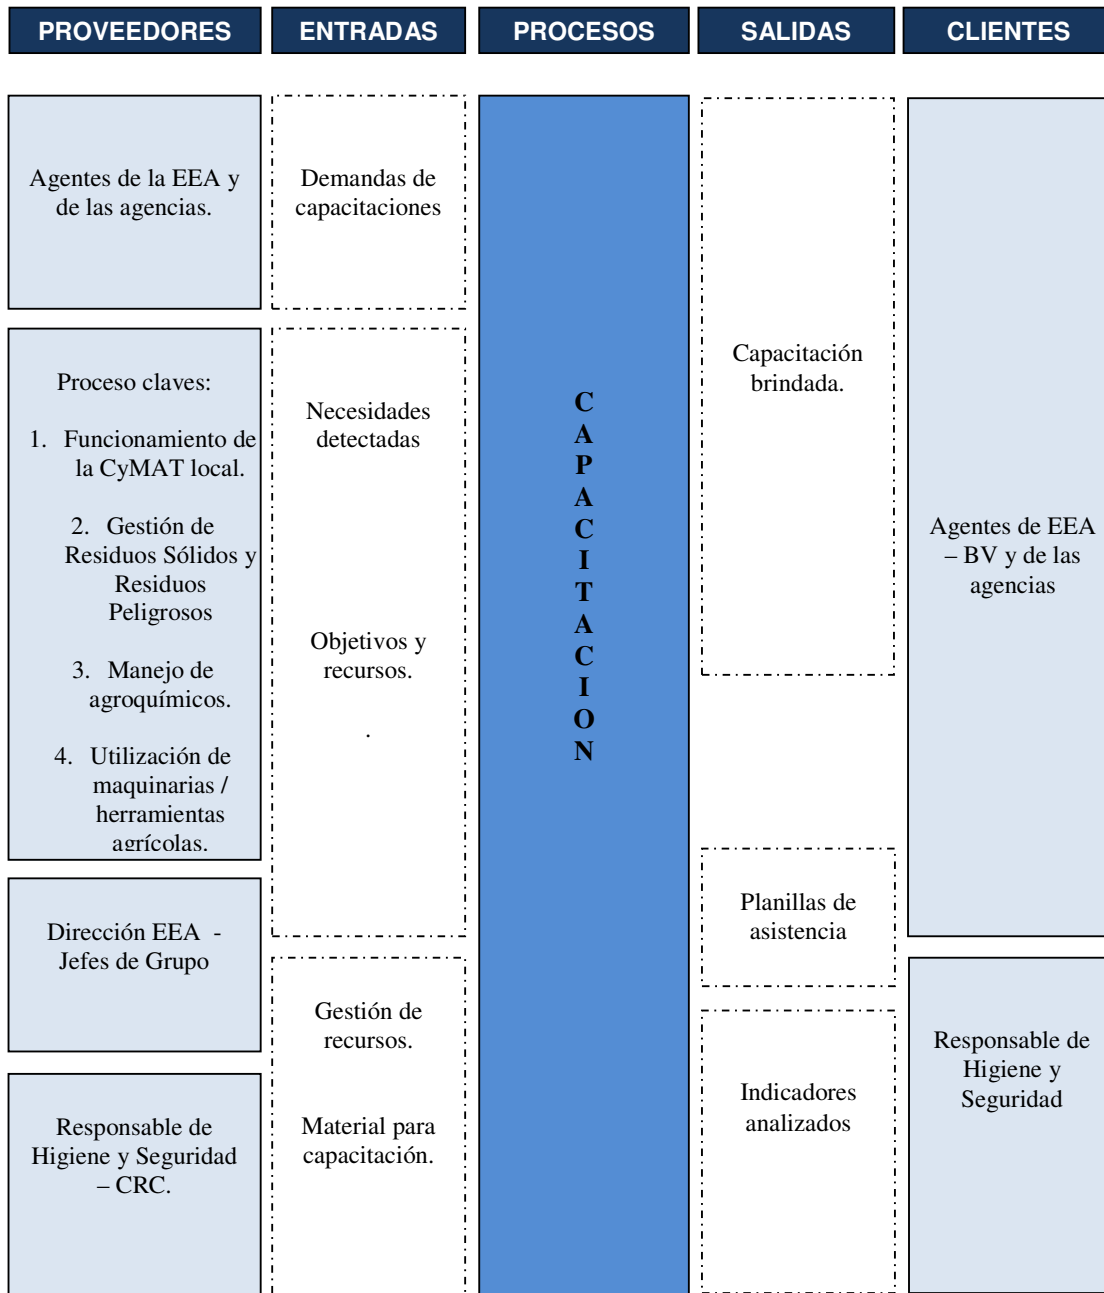 PROVEEDORES
ENTRADAS
PROCESOS
SALIDAS
CLIENTES
Agentes de la EEA y
de las agencias.
Proceso claves:
1. Funcionamiento de
la CyMAT local.
2. Gestión de
Residuos Sólidos y
Residuos
Peligrosos
3. Manejo de
agroquímicos.
4. Utilización de
maquinarias /
herramientas
agrícolas.
Dirección EEA -
Jefes de Grupo
Responsable de
Higiene y Seguridad
– CRC.
Demandas de
capacitaciones
Necesidades
detectadas
Objetivos y
recursos.
.
Gestión de
recursos.
Material para
capacitación.
C
A
P
A
C
I
T
A
C
I
O
N
Capacitación
brindada.
Planillas de
asistencia
Indicadores
analizados
Agentes de EEA
– BV y de las
agencias
Responsable de
Higiene y
Seguridad